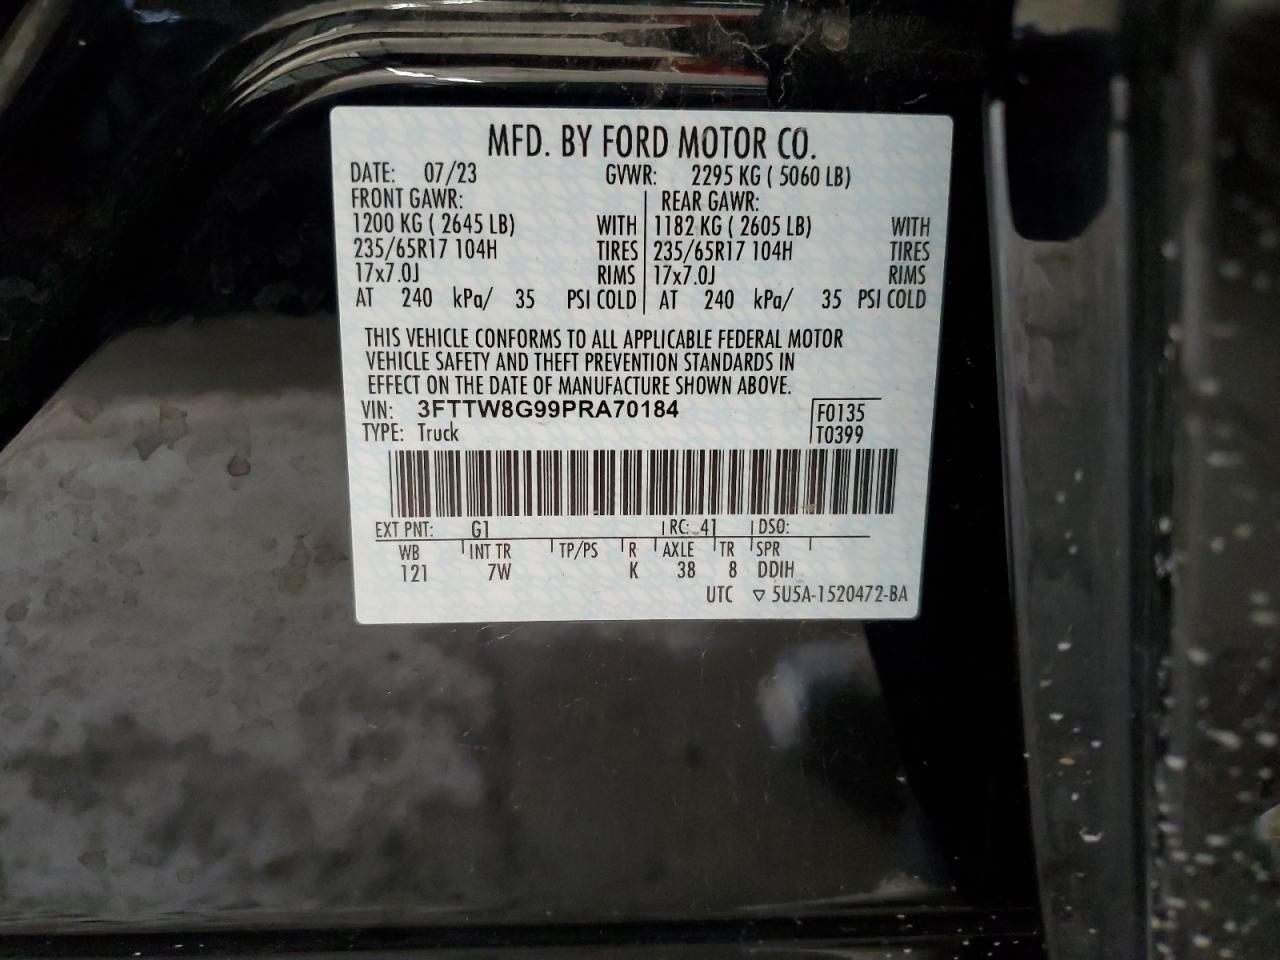 MFD. BY FORD MOTOR CO.
DATE: 07/23 GVWR: 2295 KG ( 5060 LB)
FRONT GAWR: REAR GAWR:
1200 KG ( 2645 LB) WITH 1182 KG ( 2605 LB) WITH
235/65R17 104H TIRES 235/65R17 104H TIRES
17x7.0J RIMS 17x7.0J RIMS
AT 240 kPa/ 35 PSI COLD AT 240 kPa/ 35 PSI COLD
THIS VEHICLE CONFORMS TO ALL APPLICABLE FEDERAL MOTOR
VEHICLE SAFETY AND THEFT PREVENTION STANDARDS IN
EFFECT ON THE DATE OF MANUFACTURE SHOWN ABOVE.
VIN: 3FTTW8G99PRA70184 F0135
TYPE: Truck T0399
EXT PNT: G1 RC: 41 DSO:
WB INT TR TP/PS R AXLE TR SPR
121 7W K 38 8 DDIH
UTC ▽ 5U5A-1520472-BA